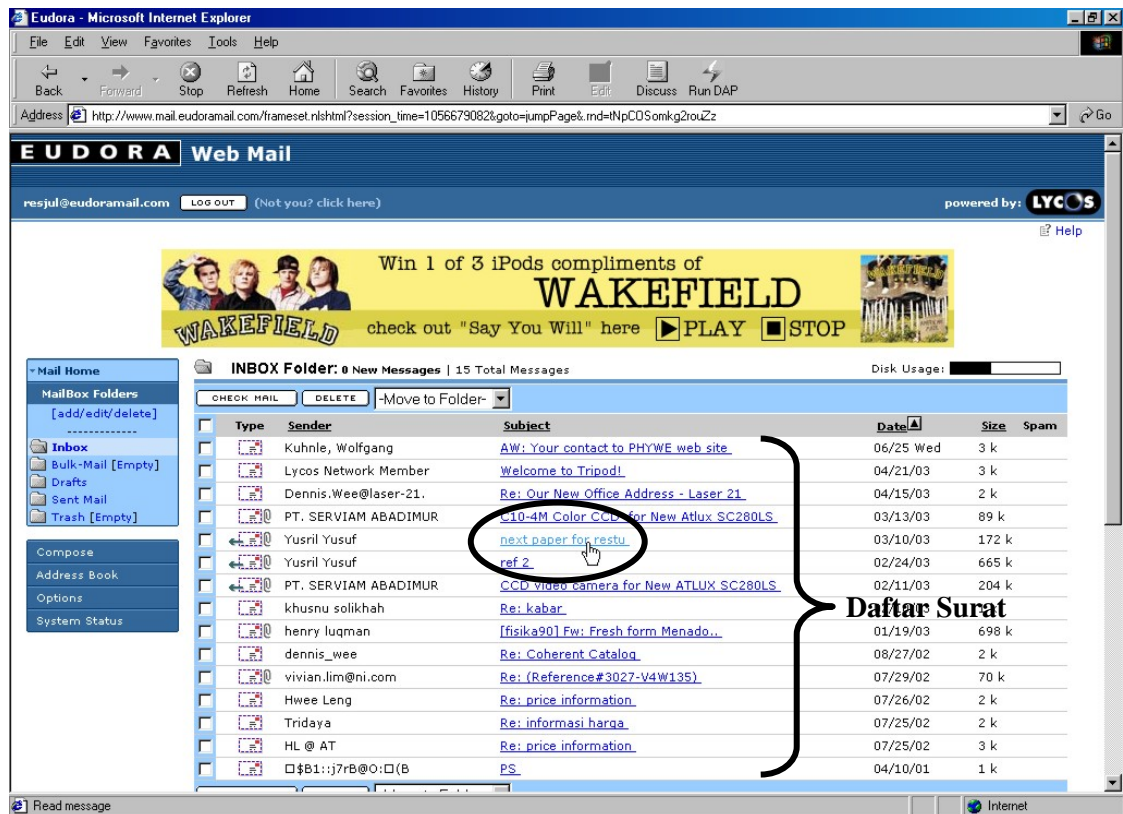 Eudora - Microsoft Internet Explorer
File Edit View Favorites Tools Help
Back Forward Stop Refresh Home Search Favorites History Print Edit Discuss Run DAP
Address http://www.mail.eudoramail.com/frameset.nlshtml?session_time=1056679082&goto=jumpPage&.rnd=tNpCOSomkg2rouZz Go
EUDORA Web Mail
resjul@eudoramail.com LOG OUT (Not you? click here) powered by: LYCOS
Help
Win 1 of 3 iPods compliments of
WAKEFIELD
WAKEFIELD check out "Say You Will" here PLAY STOP
WAKEFIELD
Mail Home
MailBox Folders
[add/edit/delete]
-------------
Inbox
Bulk-Mail [Empty]
Drafts
Sent Mail
Trash [Empty]
Compose
Address Book
Options
System Status
INBOX Folder: 0 New Messages | 15 Total Messages Disk Usage:
CHECK MAIL DELETE -Move to Folder-
Type Sender Subject Date Size Spam
Kuhnle, Wolfgang AW: Your contact to PHYWE web site 06/25 Wed 3 k
Lycos Network Member Welcome to Tripod! 04/21/03 3 k
Dennis.Wee@laser-21. Re: Our New Office Address - Laser 21 04/15/03 2 k
PT. SERVIAM ABADIMUR C10-4M Color CCD for New Atlux SC280LS 03/13/03 89 k
Yusril Yusuf next paper for restu 03/10/03 172 k
Yusril Yusuf ref 2 02/24/03 665 k
PT. SERVIAM ABADIMUR CCD video camera for New ATLUX SC280LS 02/11/03 204 k
khusnu solikhah Re: kabar
Daftar Surat
henry luqman [fisika90] Fw: Fresh form Menado.. 01/19/03 698 k
dennis_wee Re: Coherent Catalog 08/27/02 2 k
vivian.lim@ni.com Re: (Reference#3027-V4W135) 07/29/02 70 k
Hwee Leng Re: price information 07/26/02 2 k
Tridaya Re: informasi harga 07/25/02 2 k
HL @ AT Re: price information 07/25/02 3 k
□$B1::j7rB@O:□(B PS 04/10/01 1 k
Read message Internet